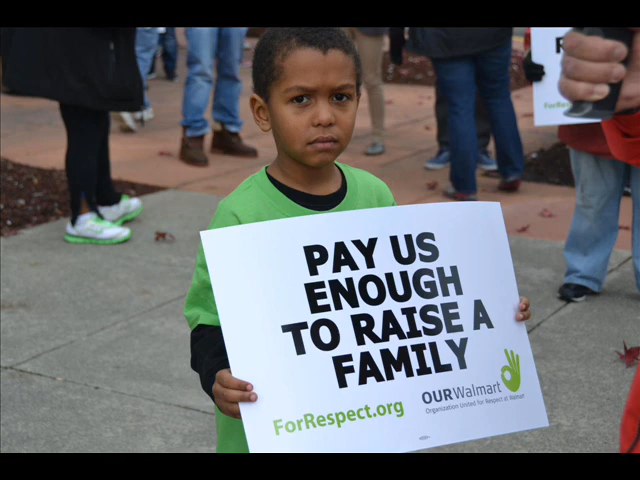 PAY US
ENOUGH
TO RAISE A
FAMILY
OURWalmart
Organization United for Respect at Walmart
ForRespect.org